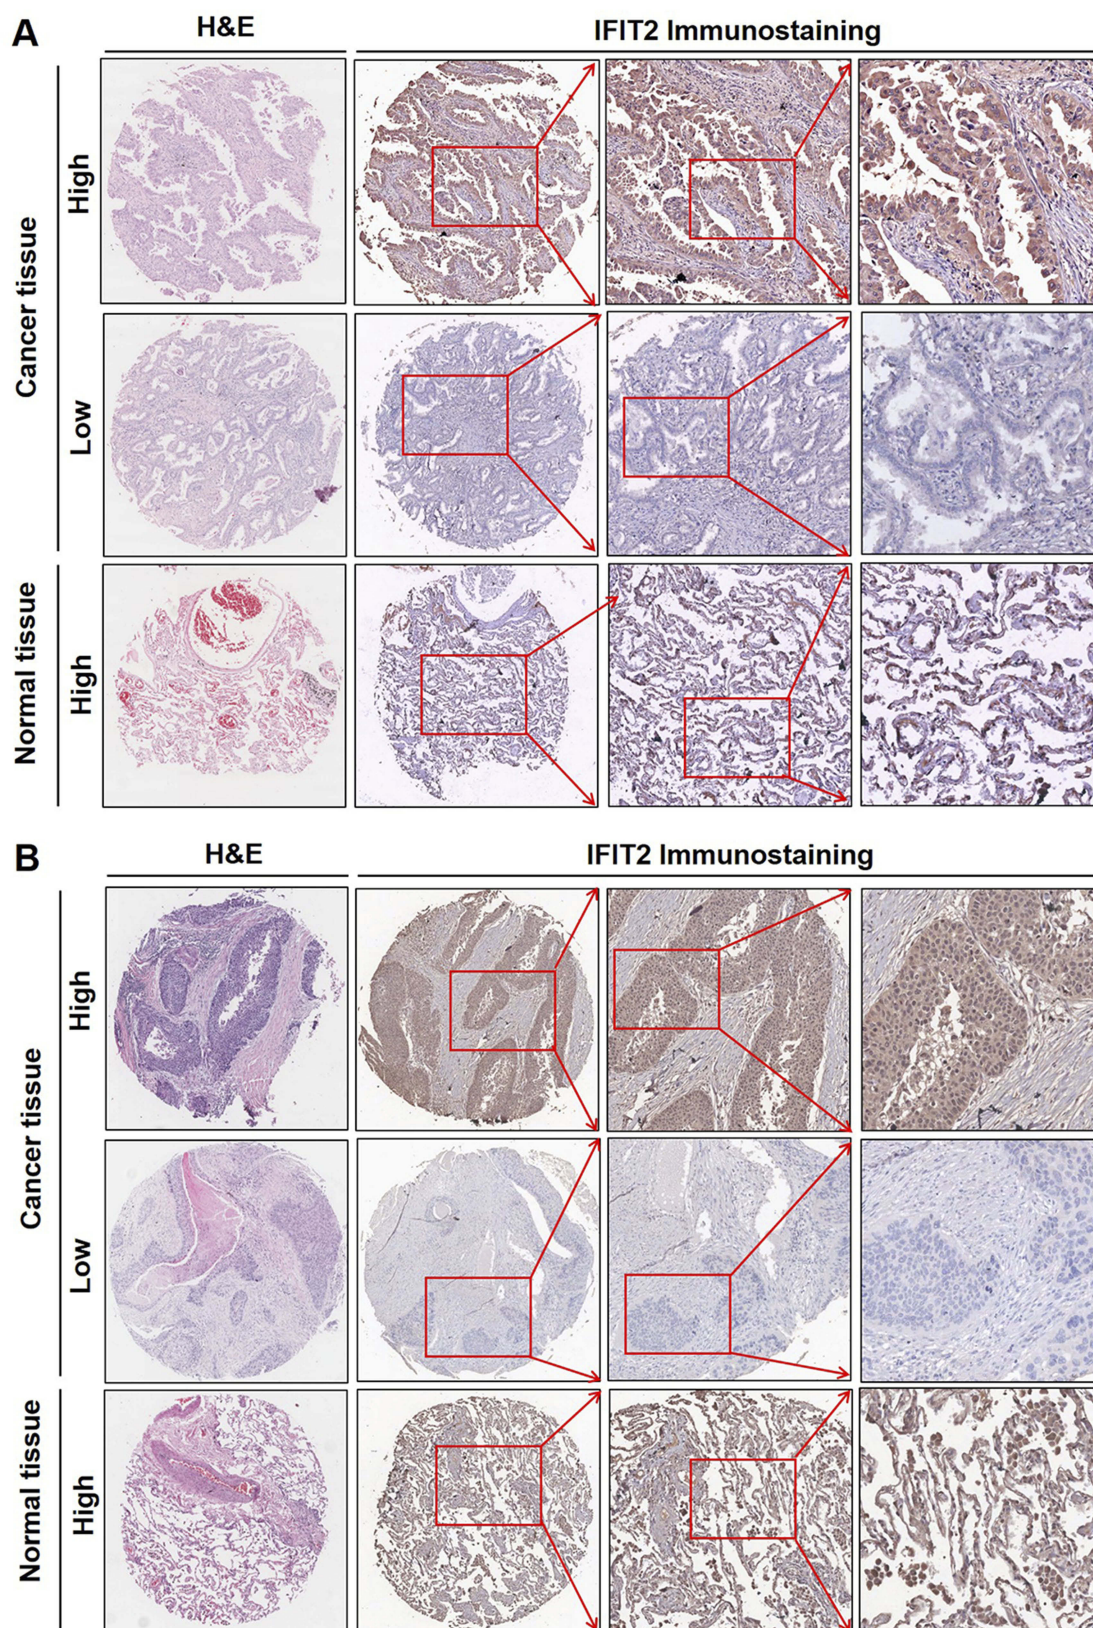 A
H&E
IFIT2 Immunostaining
Cancer tissue
High
Low
Normal tissue
High
B
H&E
IFIT2 Immunostaining
Cancer tissue
High
Low
Normal tissue
High